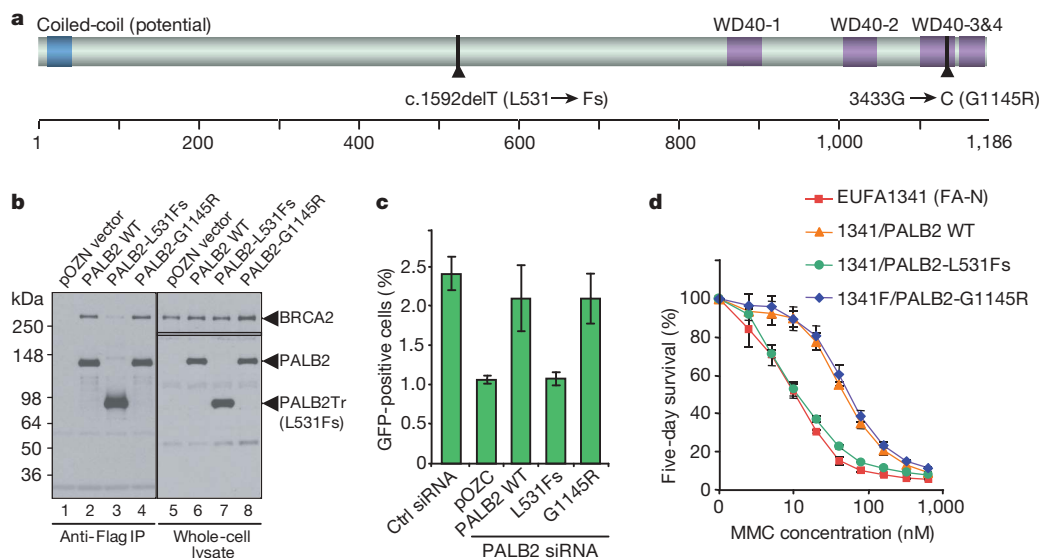 a
Coiled-coil (potential)
WD40-1
WD40-2
WD40-3&4
c.1592delT (L531 → Fs)
3433G → C (G1145R)
1
200
400
600
800
1,000
1,186
b
pOZN vector
PALB2 WT
PALB2-L531Fs
PALB2-G1145R
pOZN vector
PALB2 WT
PALB2-L531Fs
PALB2-G1145R
kDa
250
148
98
64
50
36
BRCA2
PALB2
PALB2Tr
(L531Fs)
1 2 3 4 5 6 7 8
Anti-Flag IP
Whole-cell
lysate
c
GFP-positive cells (%)
2.5
2.0
1.5
1.0
0.5
0
Ctrl siRNA
pOZC
PALB2 WT
L531Fs
G1145R
PALB2 siRNA
d
EUFA1341 (FA-N)
1341/PALB2 WT
1341/PALB2-L531Fs
1341F/PALB2-G1145R
Five-day survival (%)
100
80
60
40
20
0
0
10
100
1,000
MMC concentration (nM)